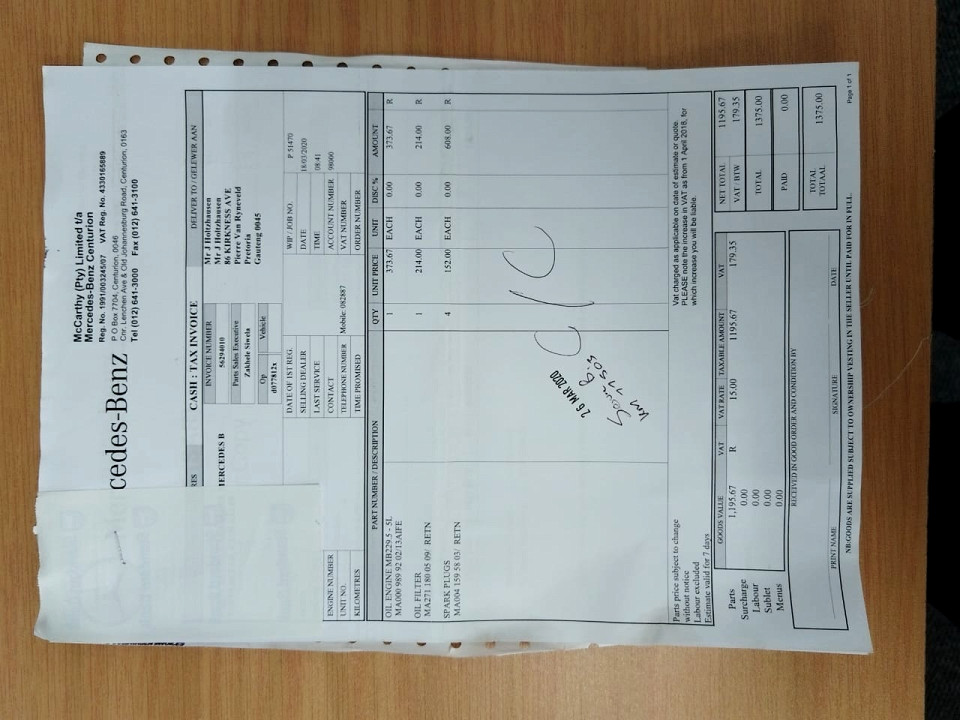 McCarthy (Pty) Limited t/a
Mercedes-Benz Centurion
Reg. No. 1991/003245/07 VAT Reg. No. 4330165889
P O Box 7704, Centurion, 0046
Cnr. Lenchen Ave & Old Johannesburg Road, Centurion, 0163
Tel (012) 641-3000 Fax (012) 641-3100
cedes-Benz
RES CASH : TAX INVOICE DELIVER TO / GELEWER AAN
MERCEDES B
INVOICE NUMBER
56294010
Parts Sales Executive
Zakhele Siwela
Op Vehicle
d077812x
Mr J Holtzhausen
Mr J Holtzhausen
86 KIRKNESS AVE
Pierre Van Ryneveld
Pretoria
Gauteng 0045
DATE OF 1ST REG. WIP / JOB NO. P 51470
SELLING DEALER DATE 18/03/2020
LAST SERVICE TIME 08:41
ENGINE NUMBER CONTACT ACCOUNT NUMBER 98000
UNIT NO. TELEPHONE NUMBER Mobile: 082887 VAT NUMBER
KILOMETRES TIME PROMISED ORDER NUMBER
PART NUMBER / DESCRIPTION QTY UNIT PRICE UNIT DISC % AMOUNT
OIL ENGINE MB229.5 - 5L 1 373.67 EACH 0.00 373.67 R
MA000 989 92 02/13AIFE
OIL FILTER 1 214.00 EACH 0.00 214.00 R
MA271 180 05 09/ RETN
SPARK PLUGS 4 152.00 EACH 0.00 608.00 R
MA004 159 58 03/ RETN
26 MAR 2020
km 77505
Parts price subject to change
without notice
Labour excluded
Estimate valid for 7 days
Vat charged as applicable on date of estimate or quote.
PLEASE note the increase in VAT as from 1 April 2018, for
which increase you will be liable.
GOODS VALUE VAT VAT RATE TAXABLE AMOUNT VAT
Parts 1,195.67 R 15.00 1195.67 179.35
Surcharge 0.00
Labour 0.00
Sublet 0.00
Menus 0.00
NET TOTAL 1195.67
VAT / BTW 179.35
TOTAL 1375.00
PAID 0.00
TOTAL
TOTAAL 1375.00
RECEIVED IN GOOD ORDER AND CONDITION BY
PRINT NAME SIGNATURE DATE
NB:GOODS ARE SUPPLIED SUBJECT TO OWNERSHIP VESTING IN THE SELLER UNTIL PAID FOR IN FULL.
Page 1 of 1